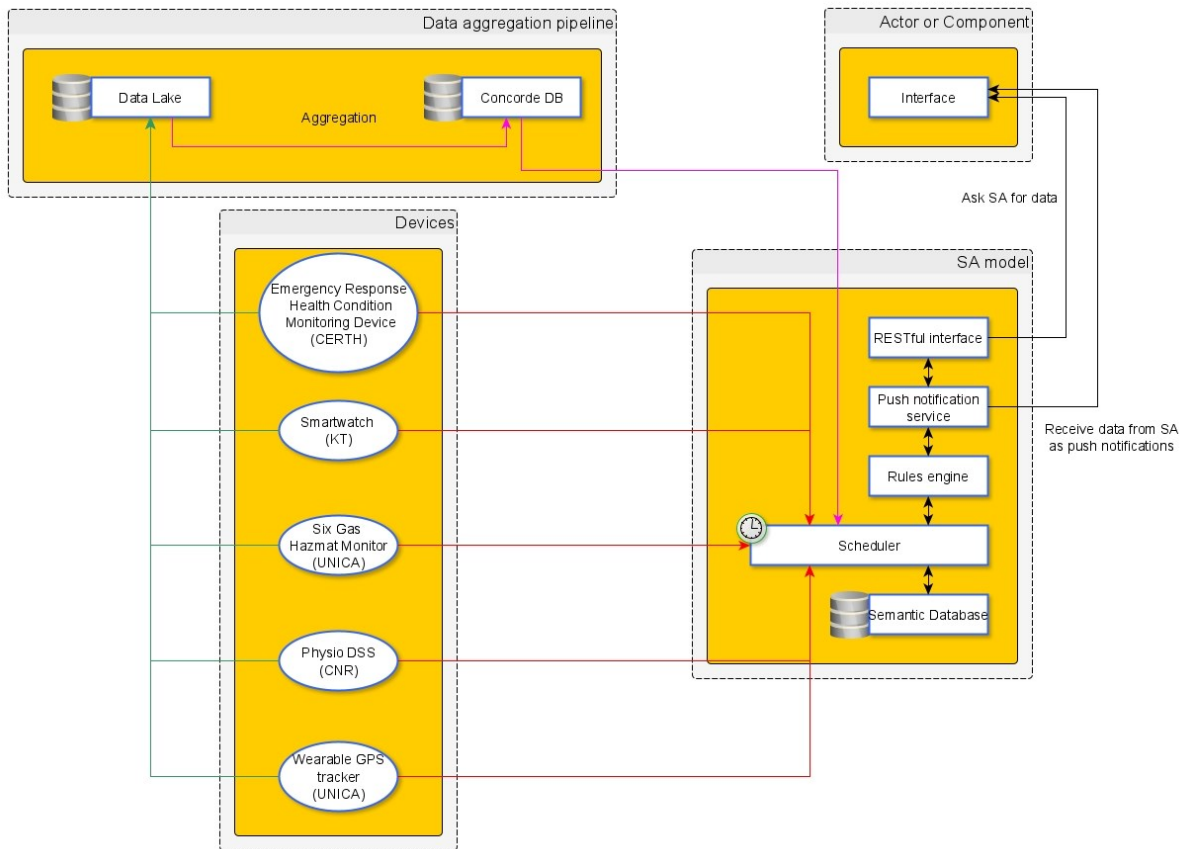 Data aggregation pipeline
Data Lake
Concorde DB
Aggregation
Actor or Component
Interface
Ask SA for data
Devices
Emergency Response
Health Condition
Monitoring Device
(CERTH)
Smartwatch
(KT)
Six Gas
Hazmat Monitor
(UNICA)
Physio DSS
(CNR)
Wearable GPS
tracker
(UNICA)
SA model
RESTful interface
Push notification
service
Receive data from SA
as push notifications
Rules engine
Scheduler
Semantic Database